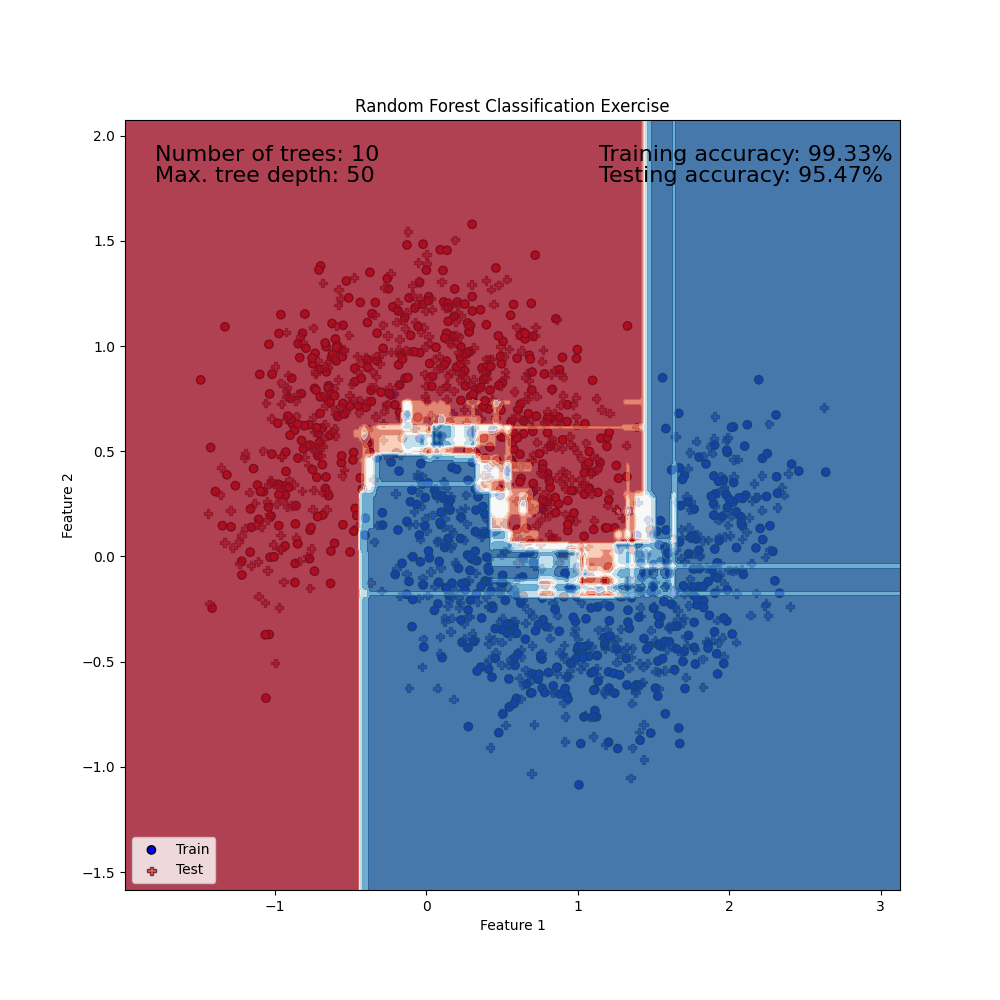 Random Forest Classification Exercise
Number of trees: 10
Max. tree depth: 50
Training accuracy: 99.33%
Testing accuracy: 95.47%
2.0
1.5
1.0
0.5
0.0
−0.5
−1.0
−1.5
Feature 2
Train
Test
−1
0
1
2
3
Feature 1